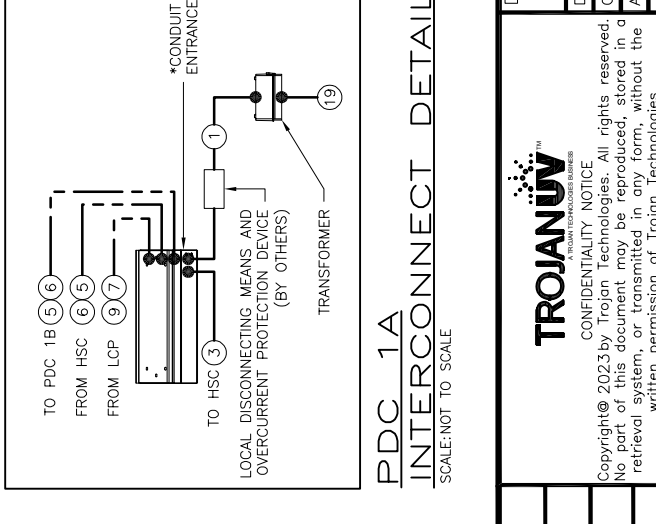 *CONDUIT
ENTRANCE
TO PDC 1B 5 6
FROM HSC 6 5
FROM LCP 9 7
1
19
TO HSC 3
LOCAL DISCONNECTING MEANS AND
OVERCURRENT PROTECTION DEVICE
(BY OTHERS)
TRANSFORMER
PDC 1A
INTERCONNECT DETAIL
SCALE:NOT TO SCALE
TROJANUV™
A TROJAN TECHNOLOGIES BUSINESS
CONFIDENTIALITY NOTICE
Copyright@ 2023 by Trojan Technologies. All rights reserved.
No part of this document may be reproduced, stored in a
retrieval system, or transmitted in any form, without the
written permission of Trojan Technologies